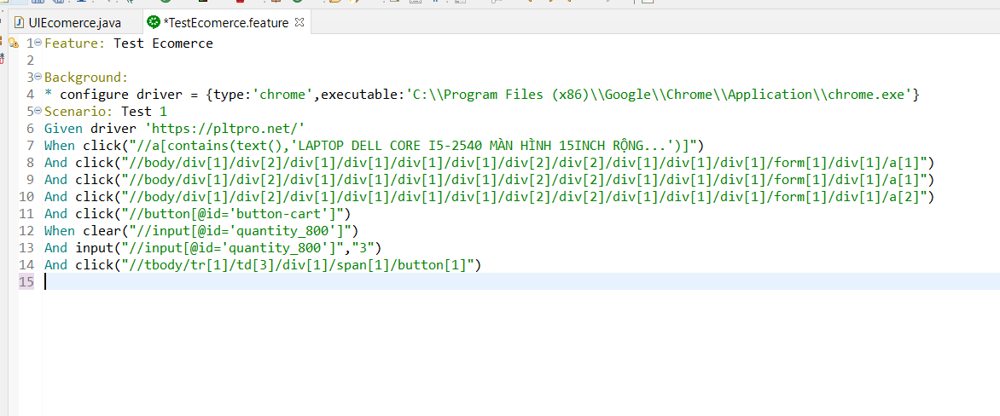 UIEcomerce.java
*TestEcomerce.feature
1 Feature: Test Ecomerce
2
3 Background:
4 * configure driver = {type:'chrome',executable:'C:\\Program Files (x86)\\Google\\Chrome\\Application\\chrome.exe'}
5 Scenario: Test 1
6 Given driver 'https://pltpro.net/'
7 When click("//a[contains(text(),'LAPTOP DELL CORE I5-2540 MÀN HÌNH 15INCH RỘNG...')]")
8 And click("//body/div[1]/div[2]/div[1]/div[1]/div[1]/div[1]/div[2]/div[2]/div[1]/div[1]/div[1]/form[1]/div[1]/a[1]")
9 And click("//body/div[1]/div[2]/div[1]/div[1]/div[1]/div[1]/div[2]/div[2]/div[1]/div[1]/div[1]/form[1]/div[1]/a[1]")
10 And click("//body/div[1]/div[2]/div[1]/div[1]/div[1]/div[1]/div[2]/div[2]/div[1]/div[1]/div[1]/form[1]/div[1]/a[2]")
11 And click("//button[@id='button-cart']")
12 When clear("//input[@id='quantity_800']")
13 And input("//input[@id='quantity_800']","3")
14 And click("//tbody/tr[1]/td[3]/div[1]/span[1]/button[1]")
15